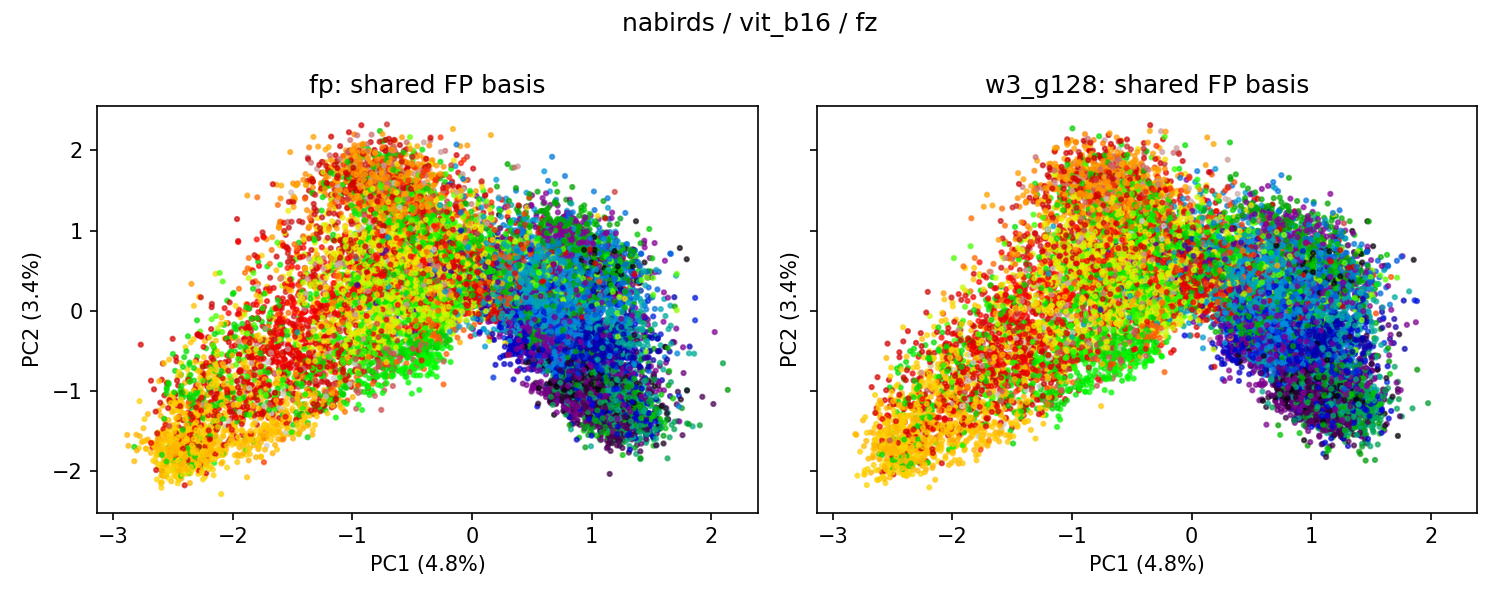 nabirds / vit_b16 / fz
fp: shared FP basis
w3_g128: shared FP basis
PC2 (3.4%)
2
1
0
−1
−2
−3 −2 −1 0 1 2
PC1 (4.8%)
PC2 (3.4%)
−3 −2 −1 0 1 2
PC1 (4.8%)